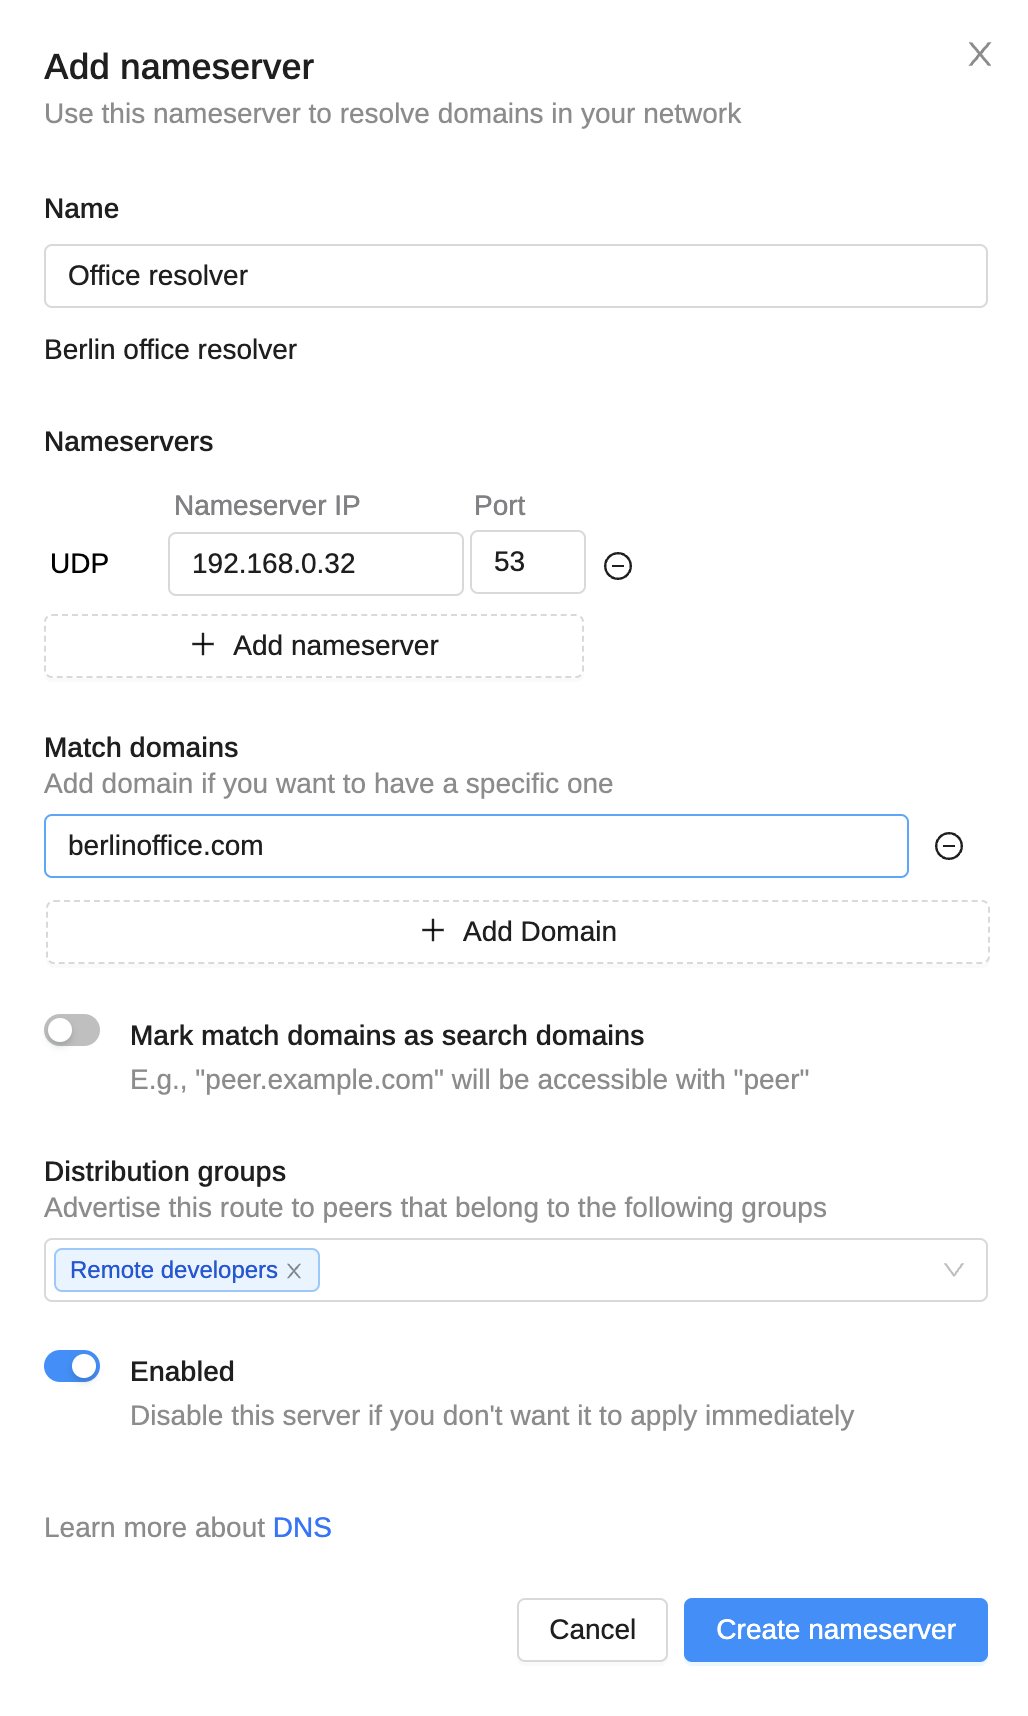 Add nameserver
Use this nameserver to resolve domains in your network
Name
Office resolver
Berlin office resolver
Nameservers
Nameserver IP Port
UDP 192.168.0.32 53
Add nameserver
Match domains
Add domain if you want to have a specific one
berlinoffice.com
Add Domain
Mark match domains as search domains
E.g., "peer.example.com" will be accessible with "peer"
Distribution groups
Advertise this route to peers that belong to the following groups
Remote developers
Enabled
Disable this server if you don't want it to apply immediately
Learn more about DNS
Cancel Create nameserver